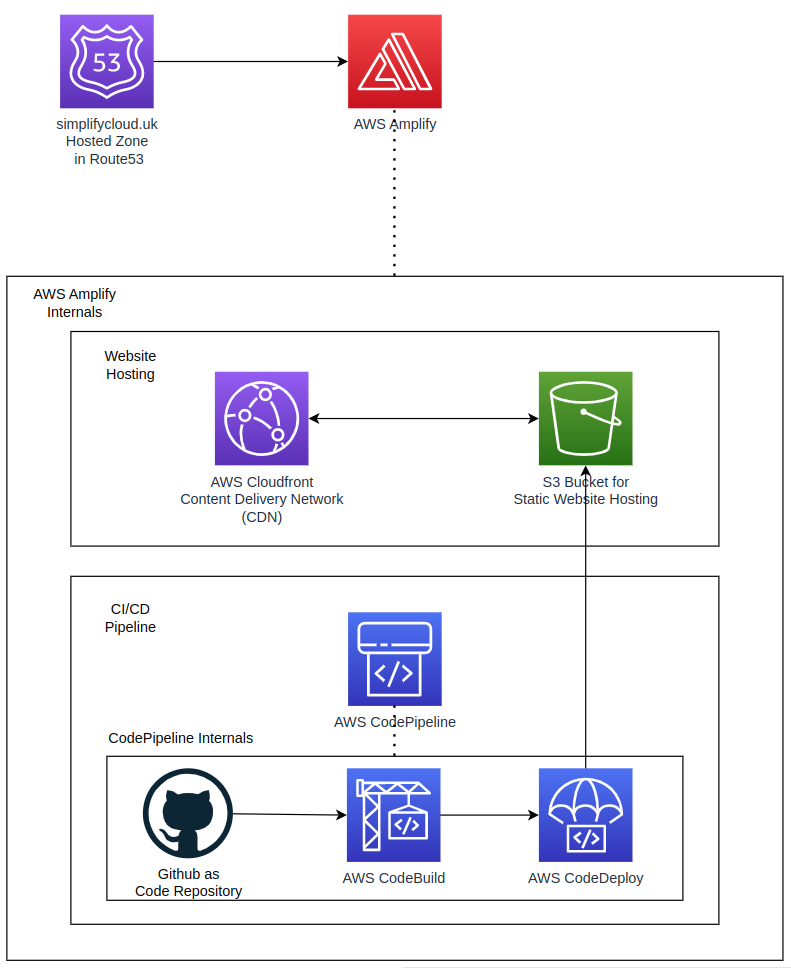 53
simplifycloud.uk
Hosted Zone
in Route53
AWS Amplify
AWS Amplify
Internals
Website
Hosting
AWS Cloudfront
Content Delivery Network
(CDN)
S3 Bucket for
Static Website Hosting
CI/CD
Pipeline
</>
AWS CodePipeline
CodePipeline Internals
</>
</>
Github as
Code Repository
AWS CodeBuild
AWS CodeDeploy